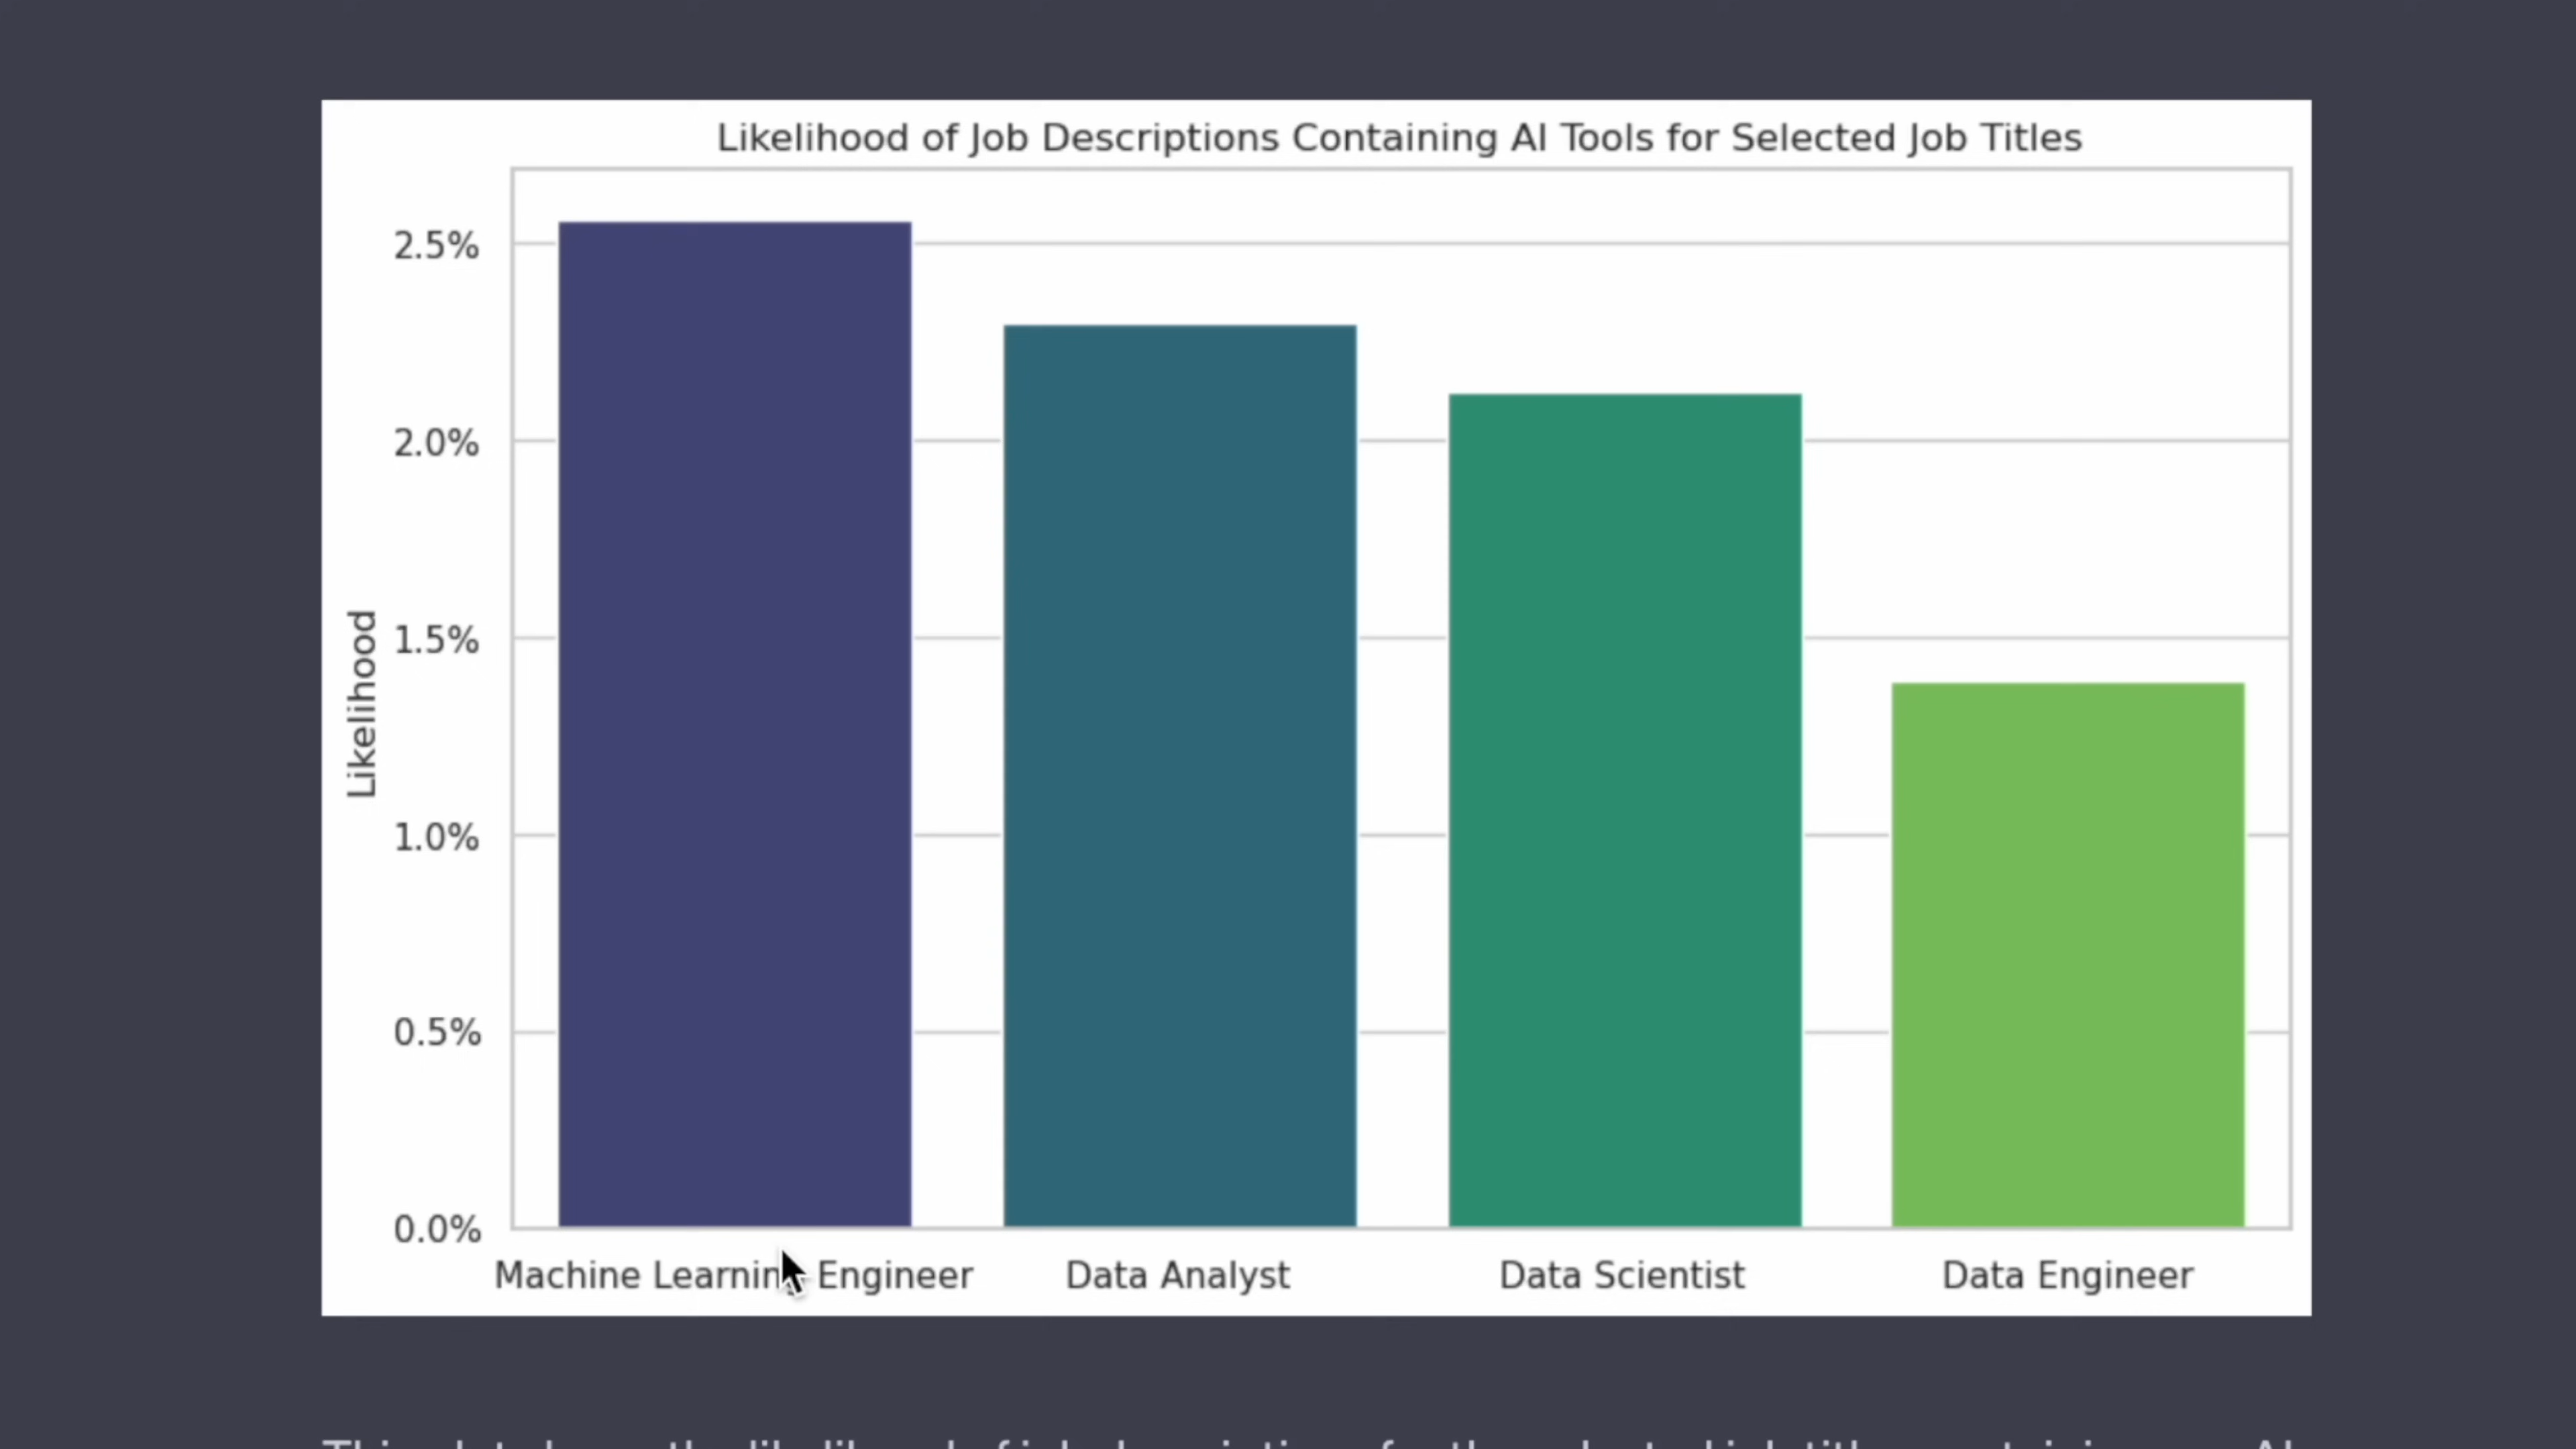 Likelihood of Job Descriptions Containing AI Tools for Selected Job Titles
Likelihood
2.5%
2.0%
1.5%
1.0%
0.5%
0.0%
Machine Learning Engineer
Data Analyst
Data Scientist
Data Engineer